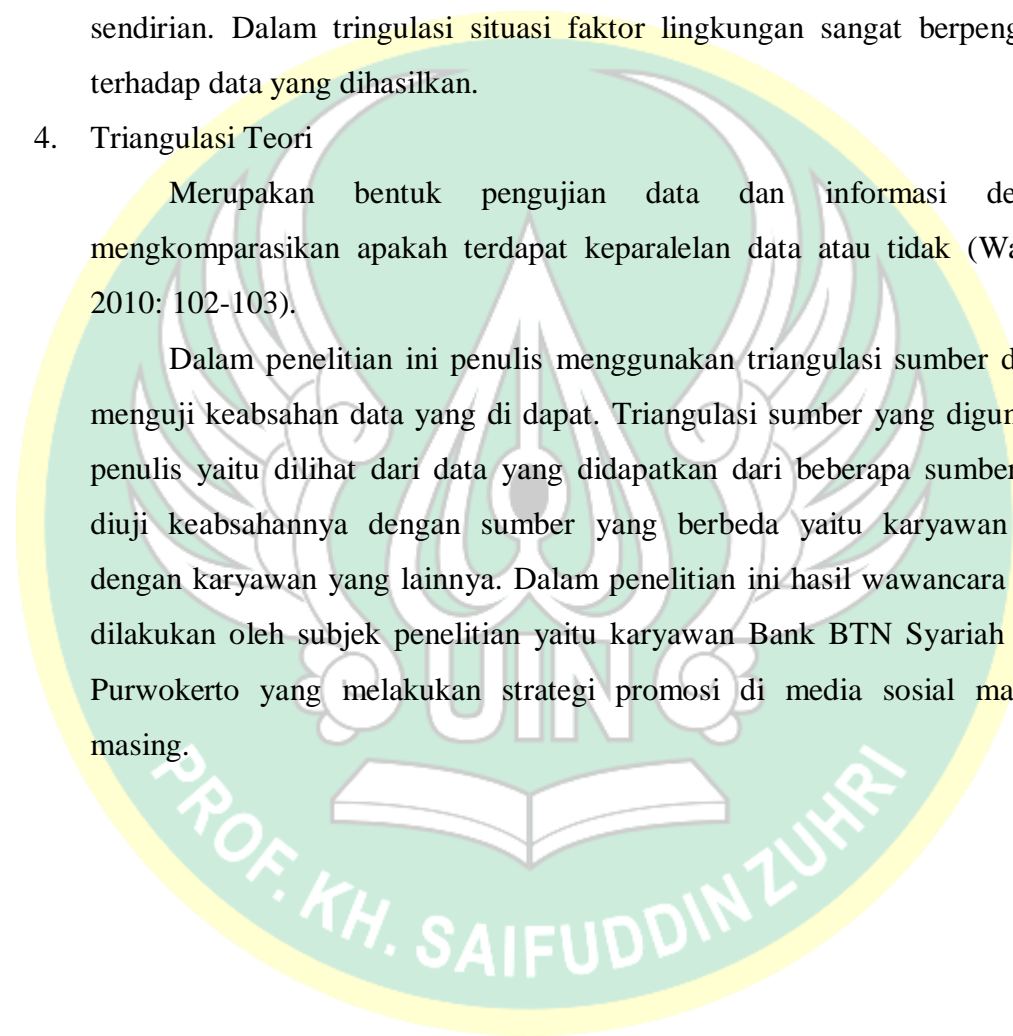 sendirian. Dalam tringulasi situasi faktor lingkungan sangat berpeng
terhadap data yang dihasilkan.
4. Triangulasi Teori
Merupakan bentuk pengujian data dan informasi de
mengkomparasikan apakah terdapat keparalelan data atau tidak (Wa
2010: 102-103).
Dalam penelitian ini penulis menggunakan triangulasi sumber d
menguji keabsahan data yang di dapat. Triangulasi sumber yang digu
penulis yaitu dilihat dari data yang didapatkan dari beberapa sumber
diuji keabsahannya dengan sumber yang berbeda yaitu karyawan
dengan karyawan yang lainnya. Dalam penelitian ini hasil wawancara
dilakukan oleh subjek penelitian yaitu karyawan Bank BTN Syariah
Purwokerto yang melakukan strategi promosi di media sosial ma
masing.
UIN
PROF. KH. SAIFUDDIN ZUHRI